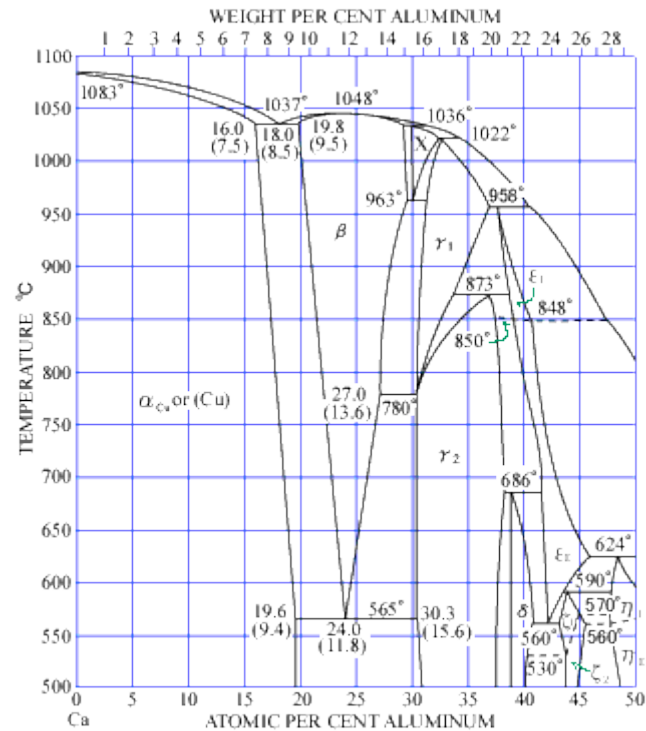 WEIGHT PER CENT ALUMINUM
1 2 3 4 5 6 7 8 9 10 12 14 16 18 20 22 24 26 28
1100
1083°
1037°
1048°
1036°
1050
16.0 (7.5)
18.0 (8.5)
19.8 (9.5)
X
1022°
1000
963°
958°
950
β
γ₁
900
873°
ε₁
850
848°
850°
800
27.0 (13.6)
780°
α Cu or (Cu)
750
700
γ₂
686°
650
ε₂
624°
600
590°
19.6 (9.4)
24.0 (11.8)
565°
30.3 (15.6)
δ
ζ₁
570°
η₁
560°
560°
550
530°
ζ₂
η₂
500
0 5 10 15 20 25 30 35 40 45 50
Ca
ATOMIC PER CENT ALUMINUM
TEMPERATURE °C